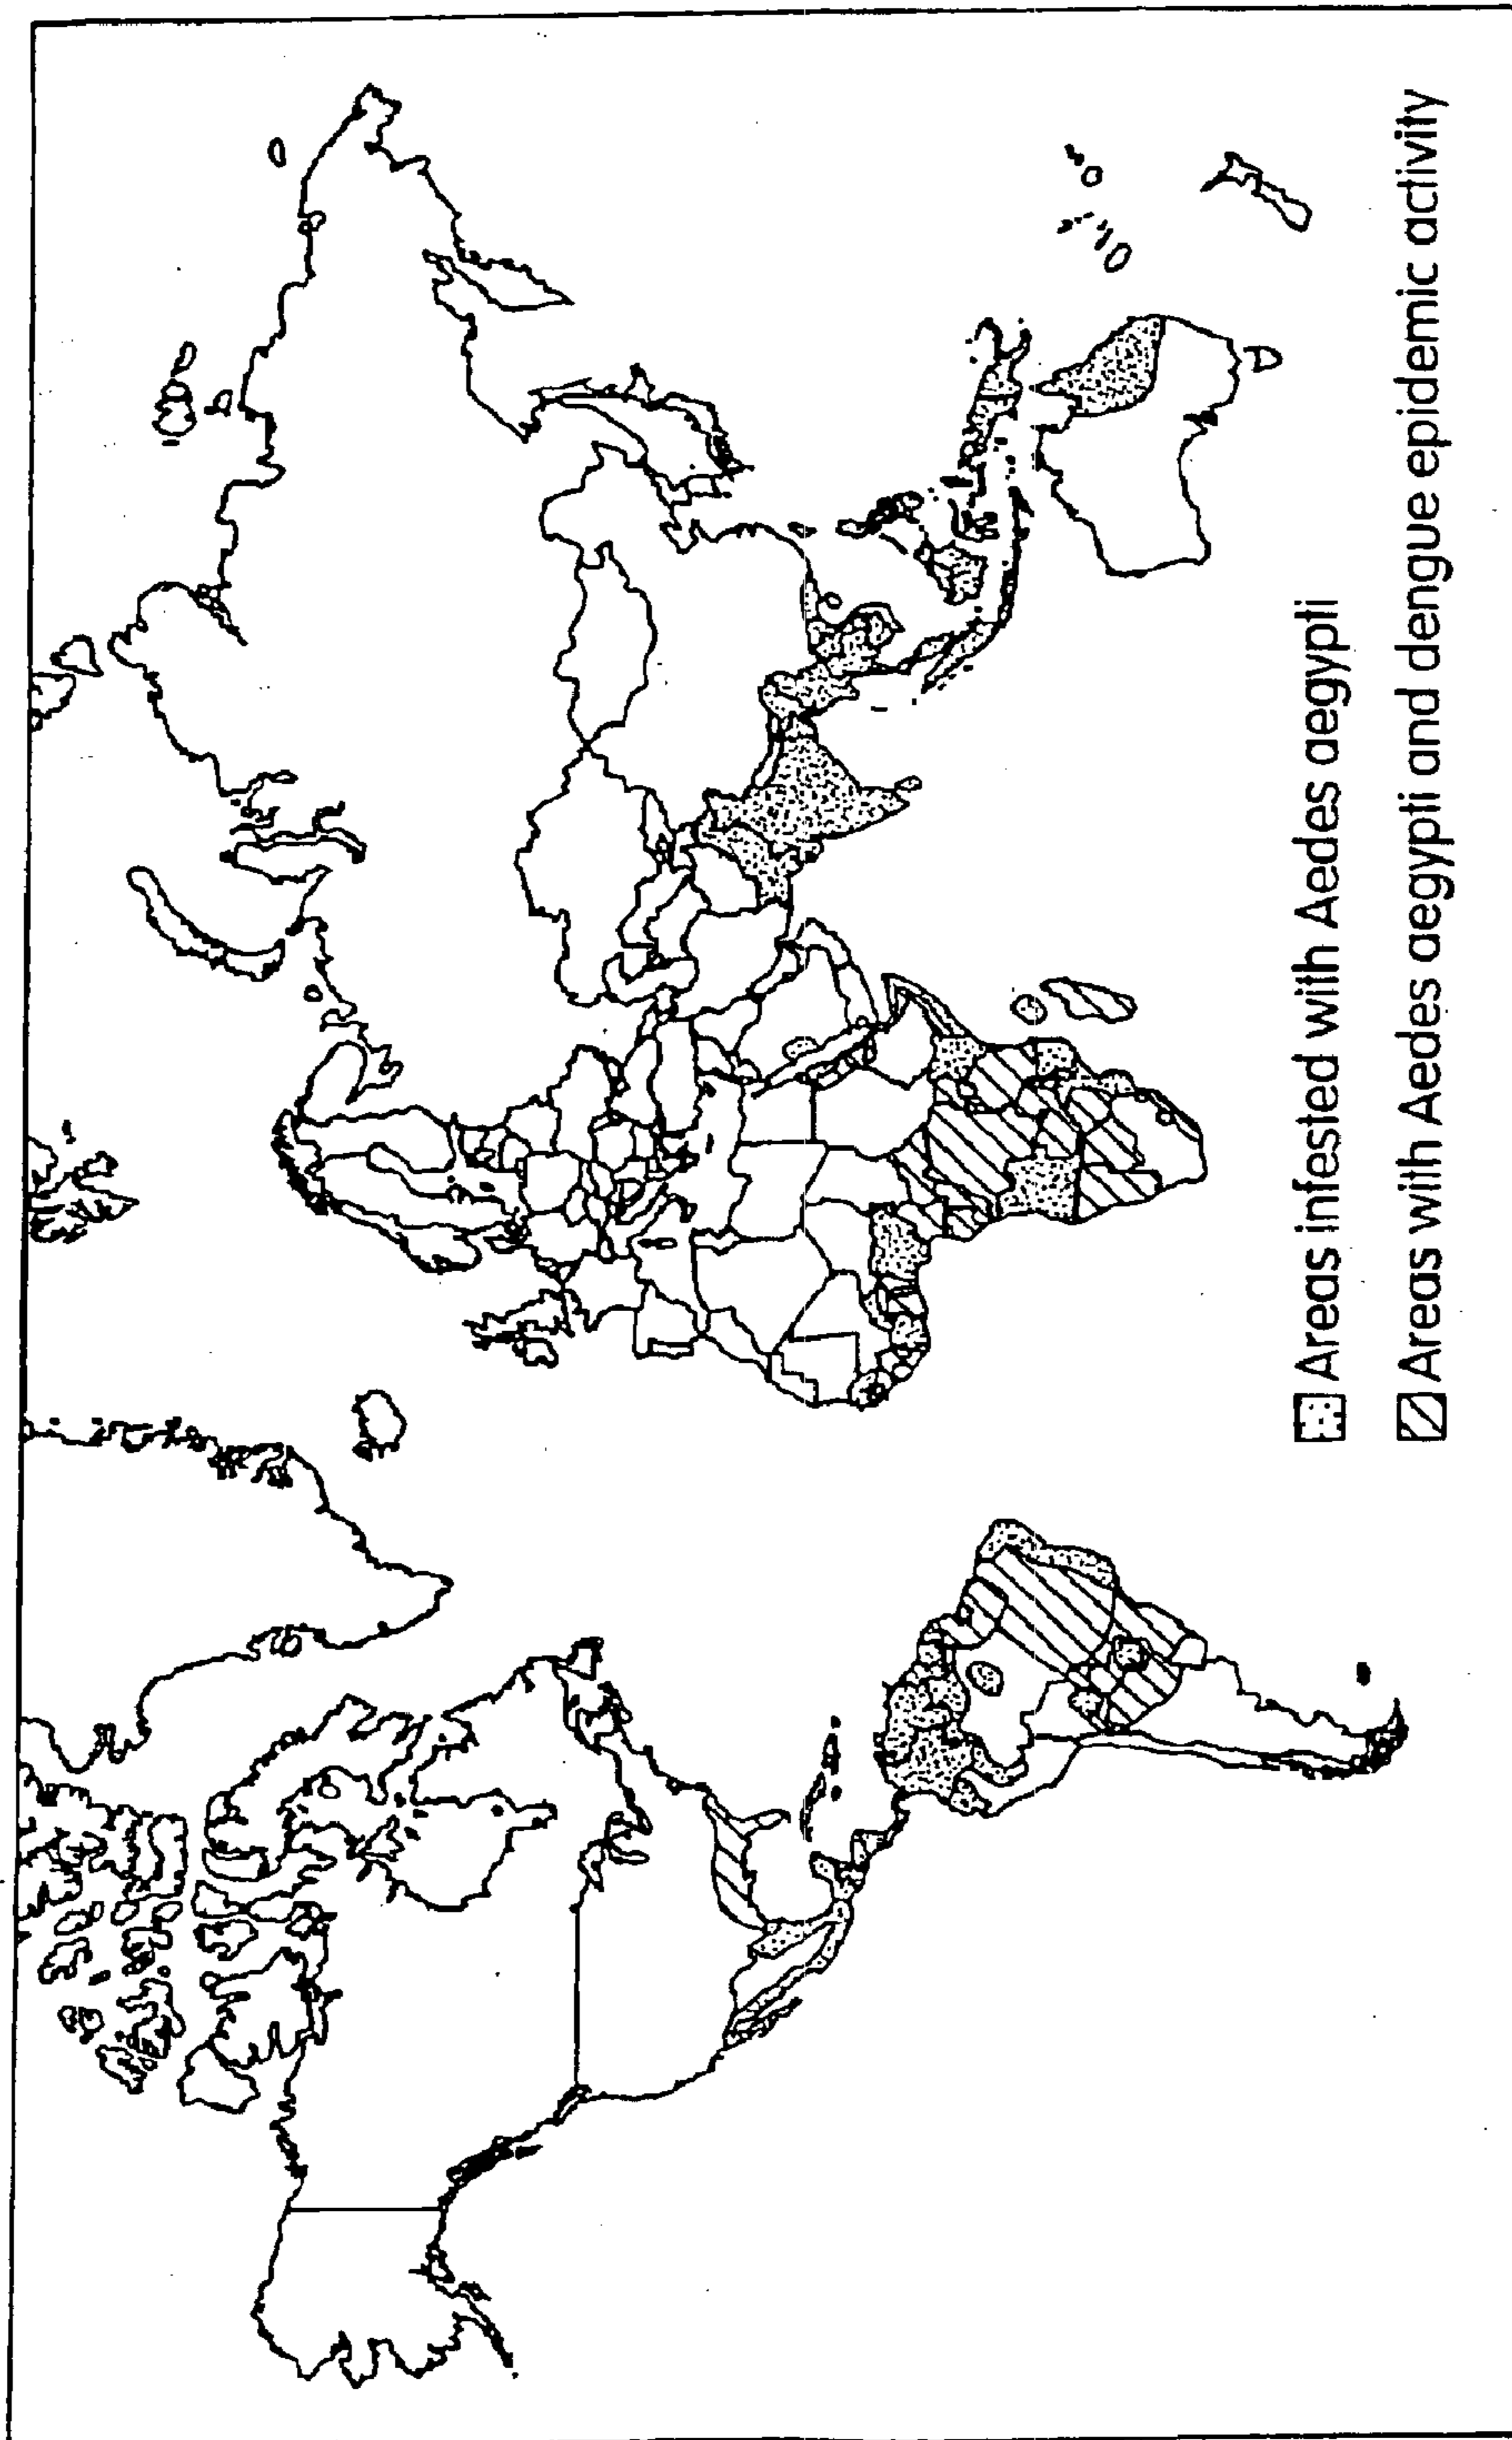 Areas infested with Aedes aegypti
Areas with Aedes aegypti and dengue epidemic activity